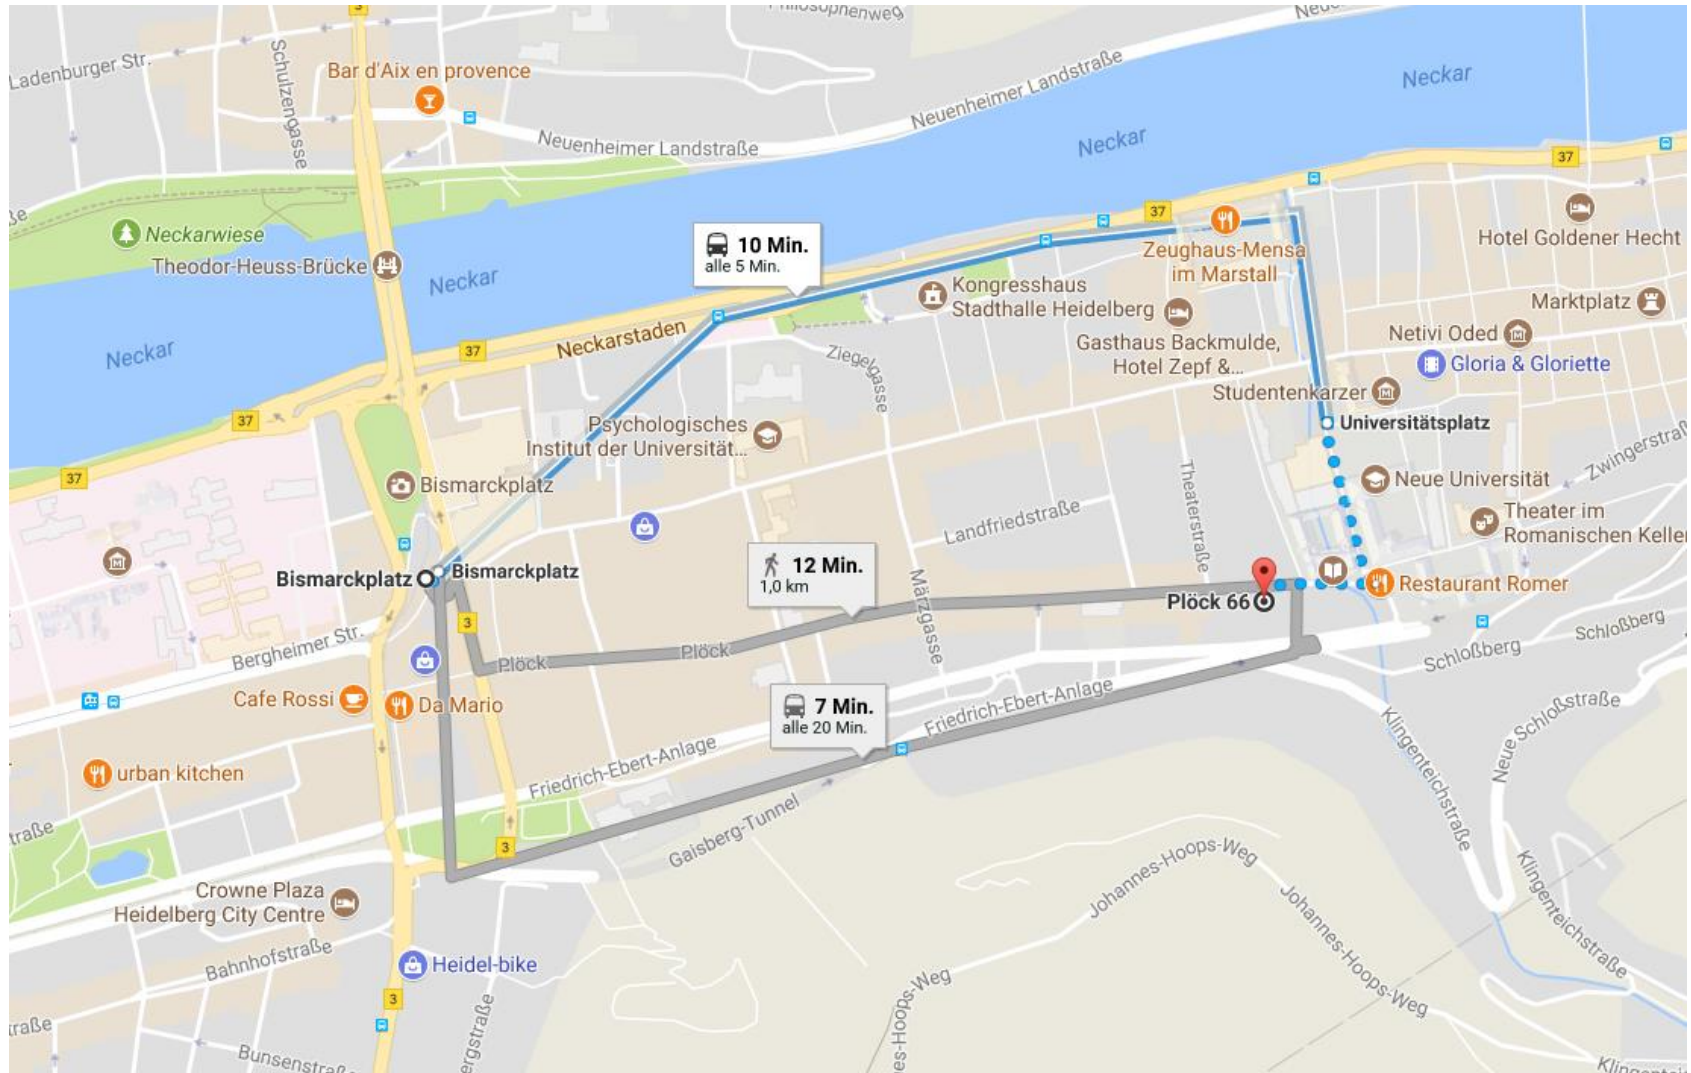 3
Philosophenweg
Ladenburger Str.
Schulzengasse
Bar d'Aix en provence
Neuenheimer Landstraße
Neuenheimer Landstraße
Neckar
Neckar
37
37
Neckarwiese
Theodor-Heuss-Brücke
Neckar
10 Min.
alle 5 Min.
Zeughaus-Mensa
im Marstall
Hotel Goldener Hecht
Kongresshaus
Stadthalle Heidelberg
Marktplatz
Neckar
Neckarstaden
37
Gasthaus Backmulde,
Hotel Zepf &...
Netivi Oded
Gloria & Gloriette
Ziegelgasse
Studentenkarzer
37
Universitätsplatz
Psychologisches
Institut der Universität...
37
Bismarckplatz
Neue Universität
Theaterstraße
Landfriedstraße
Theater im
Romanischen Keller
Bismarckplatz
Bismarckplatz
12 Min.
1,0 km
Märzgasse
Plöck 66
Restaurant Romer
3
Bergheimer Str.
Plöck
Plöck
Schloßberg
Schloßberg
Cafe Rossi
Da Mario
7 Min.
alle 20 Min.
Friedrich-Ebert-Anlage
Klingenteichstraße
Neue Schloßstraße
Friedrich-Ebert-Anlage
urban kitchen
Gaisberg-Tunnel
3
Johannes-Hoops-Weg
Johannes-Hoops-Weg
Klingenteichstraße
Crowne Plaza
Heidelberg City Centre
Bahnhofstraße
Heidel-bike
3